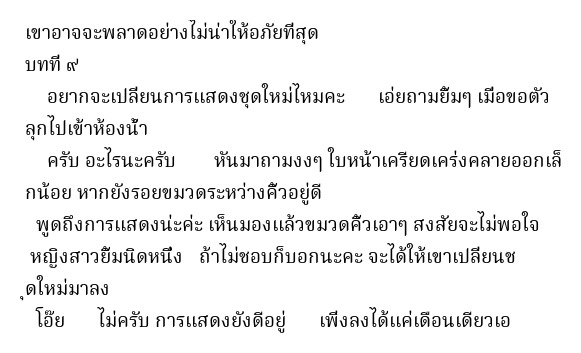 เขาอาจจะพลาดอย่างไม่น่าให้อภัยที่สุด
บทที่ ๙
อยากจะเปลี่ยนการแสดงชุดใหม่ไหมคะ เอ่ยถามยิ้มๆ เมื่อขอตัว
ลุกไปเข้าห้องน้ำ
ครับ อะไรนะครับ หันมาถามงงๆ ใบหน้าเครียดเคร่งคลายออกเล็
กน้อย หากยังรอยขมวดระหว่างคิ้วอยู่ดี
พูดถึงการแสดงน่ะค่ะ เห็นมองแล้วขมวดคิ้วเอาๆ สงสัยจะไม่พอใจ
หญิงสาวยิ้มนิดหนึ่ง ถ้าไม่ชอบก็บอกนะคะ จะได้ให้เขาเปลี่ยนช
ุดใหม่มาลง
โอ๊ย ไม่ครับ การแสดงยังดีอยู่ เพิ่งลงได้แค่เดือนเดียวเอ